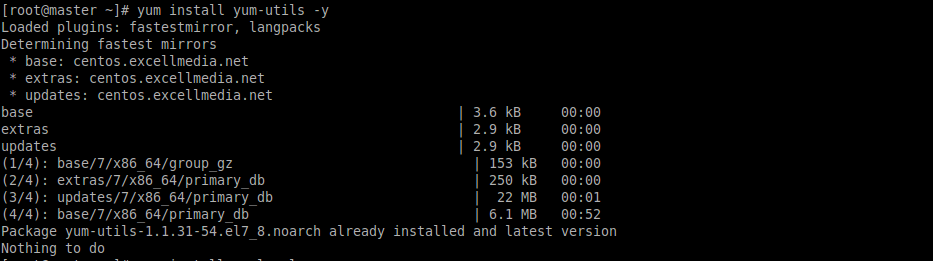 [root@master ~]# yum install yum-utils -y
Loaded plugins: fastestmirror, langpacks
Determining fastest mirrors
 * base: centos.excellmedia.net
 * extras: centos.excellmedia.net
 * updates: centos.excellmedia.net
base | 3.6 kB 00:00
extras | 2.9 kB 00:00
updates | 2.9 kB 00:00
(1/4): base/7/x86_64/group_gz | 153 kB 00:00
(2/4): extras/7/x86_64/primary_db | 250 kB 00:00
(3/4): updates/7/x86_64/primary_db | 22 MB 00:01
(4/4): base/7/x86_64/primary_db | 6.1 MB 00:52
Package yum-utils-1.1.31-54.el7_8.noarch already installed and latest version
Nothing to do